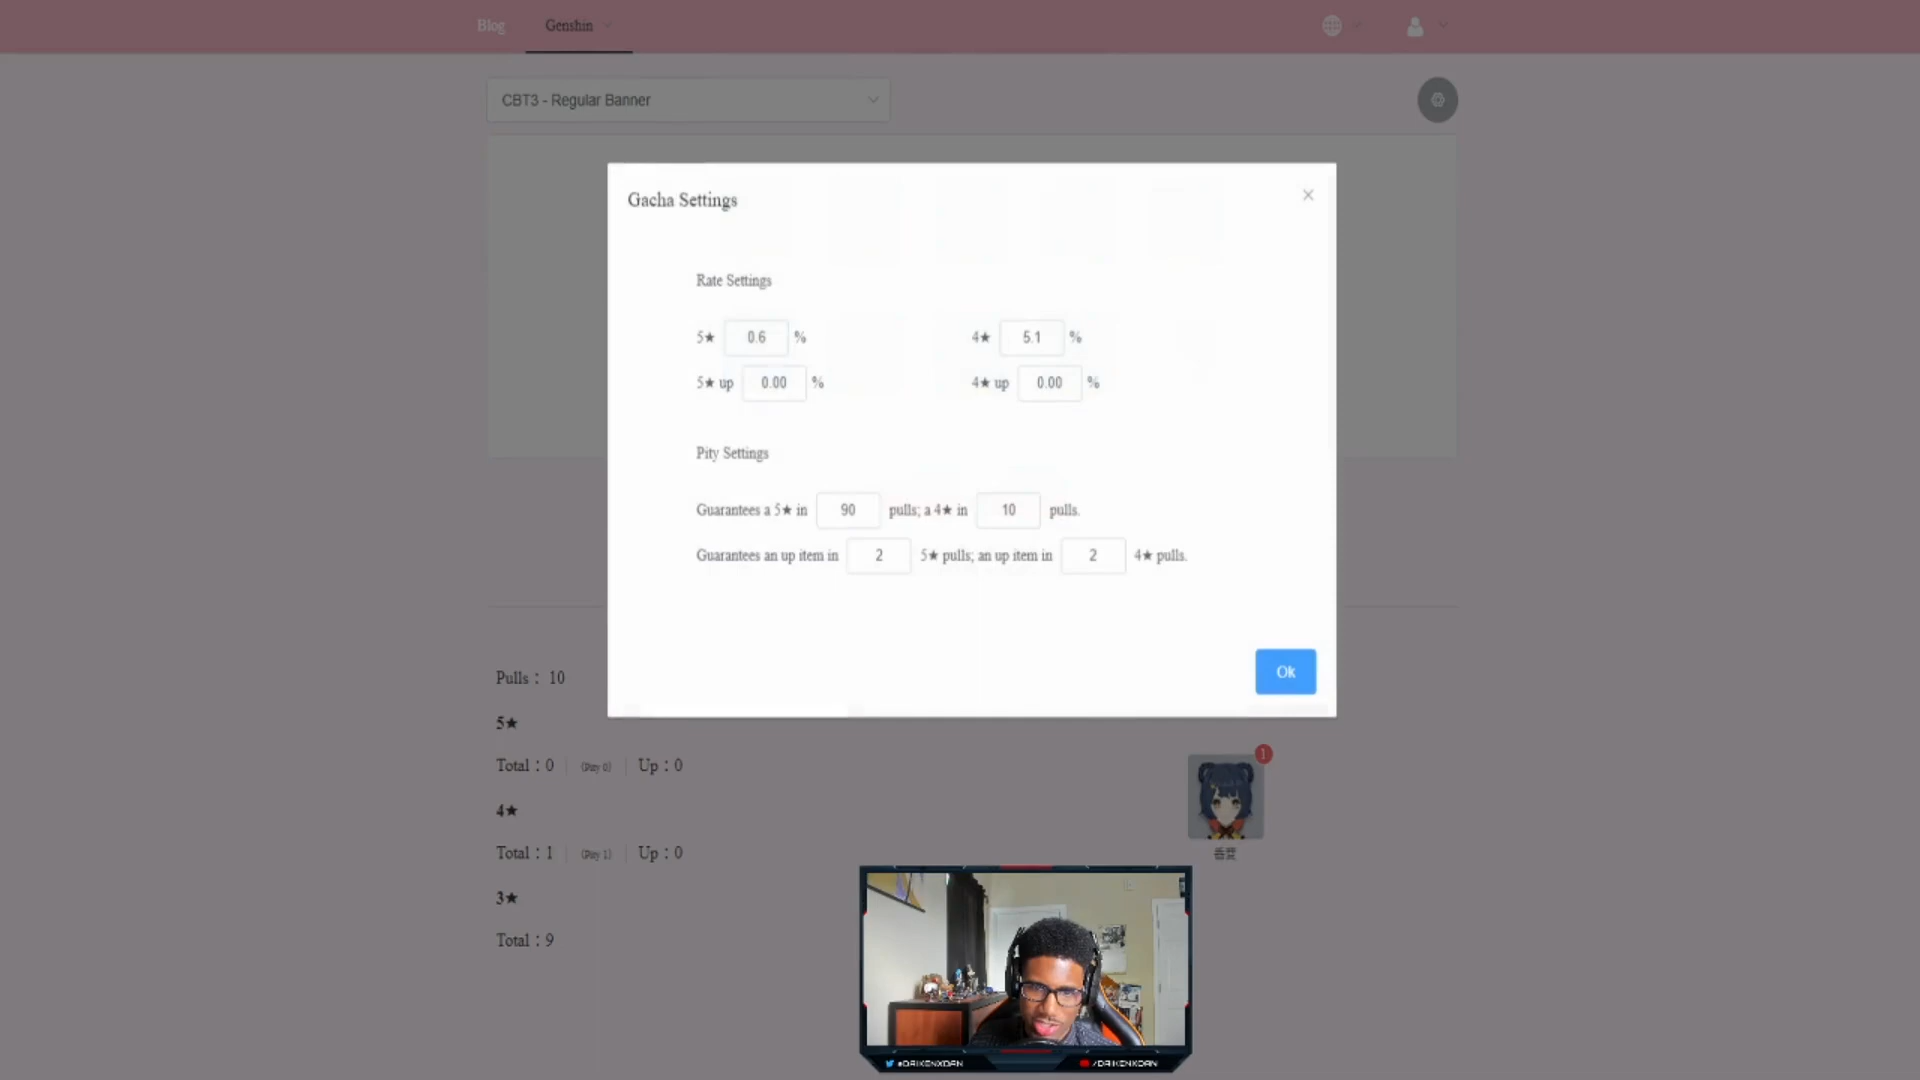 Blog Genshin
CBT3 - Regular Banner
Gacha Settings
Rate Settings
5★ 0.6 % 4★ 5.1 %
5★ up 0.00 % 4★ up 0.00 %
Pity Settings
Guarantees a 5★ in 90 pulls; a 4★ in 10 pulls.
Guarantees an up item in 2 5★ pulls; an up item in 2 4★ pulls.
Ok
Pulls： 10
5★
Total：0 (Pity 0) Up：0
1
4★
Total：1 (Pity 1) Up：0
香菱
3★
Total：9
@DAIKENXDAN /DAIKENXDAN